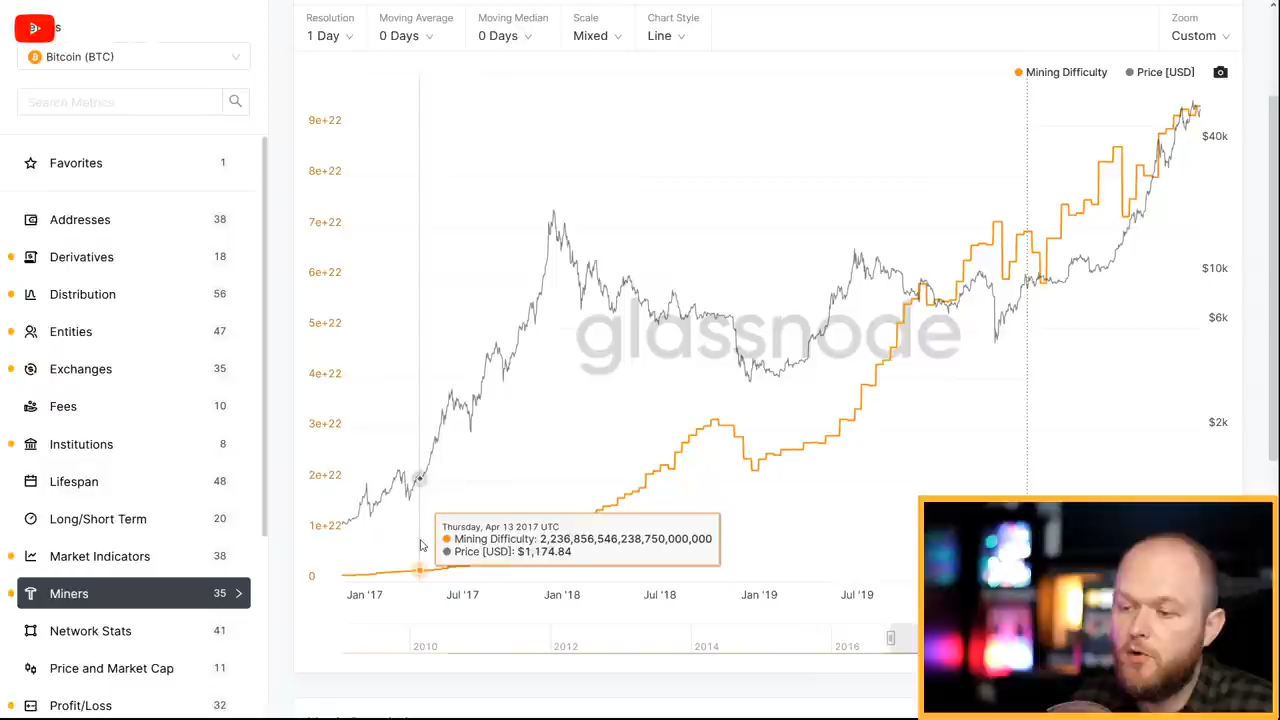 s
Bitcoin (BTC)
Search Metrics
Favorites 1
Addresses 38
Derivatives 18
Distribution 56
Entities 47
Exchanges 35
Fees 10
Institutions 8
Lifespan 48
Long/Short Term 20
Market Indicators 38
Miners 35
Network Stats 41
Price and Market Cap 11
Profit/Loss 32
Resolution Moving Average Moving Median Scale Chart Style Zoom
1 Day 0 Days 0 Days Mixed Line Custom
Mining Difficulty Price [USD]
9e+22
8e+22
7e+22
6e+22
5e+22
4e+22
3e+22
2e+22
1e+22
0
$40k
$10k
$6k
$2k
glassnode
Thursday, Apr 13 2017 UTC
Mining Difficulty: 2,236,856,546,238,750,000,000
Price [USD]: $1,174.84
Jan '17 Jul '17 Jan '18 Jul '18 Jan '19 Jul '19
2010 2012 2014 2016